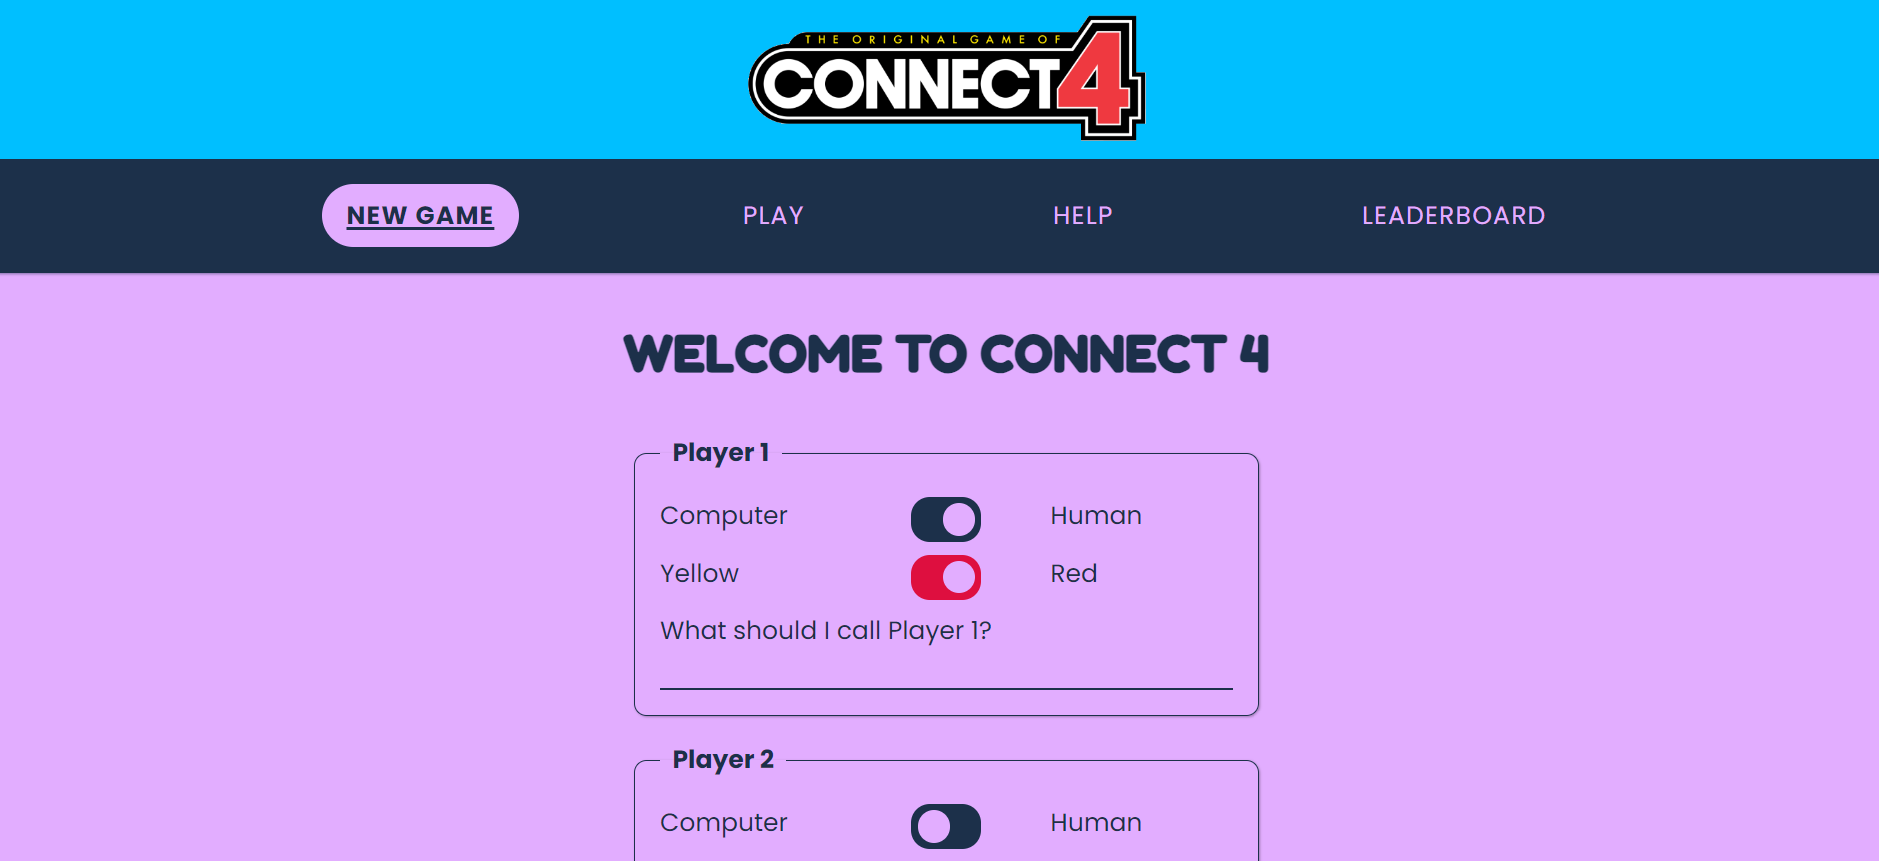 THE ORIGINAL GAME OF
CONNECT 4
NEW GAME PLAY HELP LEADERBOARD
WELCOME TO CONNECT 4
Player 1
Computer Human
Yellow Red
What should I call Player 1?
Player 2
Computer Human